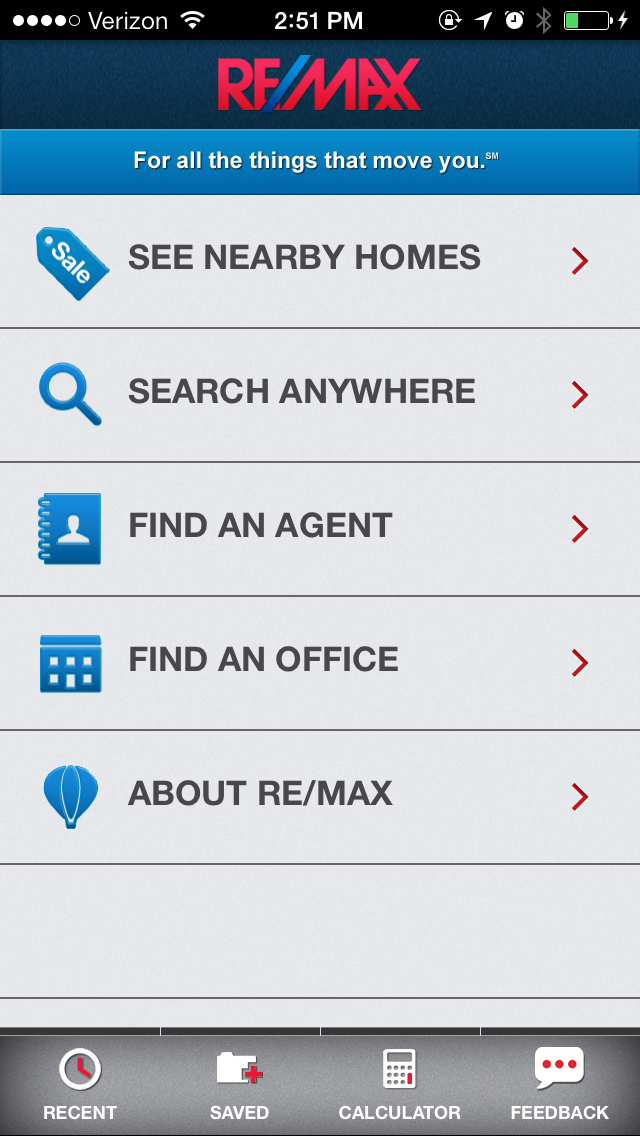 Verizon 2:51 PM
RE/MAX
For all the things that move you.℠
Sale
SEE NEARBY HOMES
SEARCH ANYWHERE
FIND AN AGENT
FIND AN OFFICE
ABOUT RE/MAX
RECENT SAVED CALCULATOR FEEDBACK